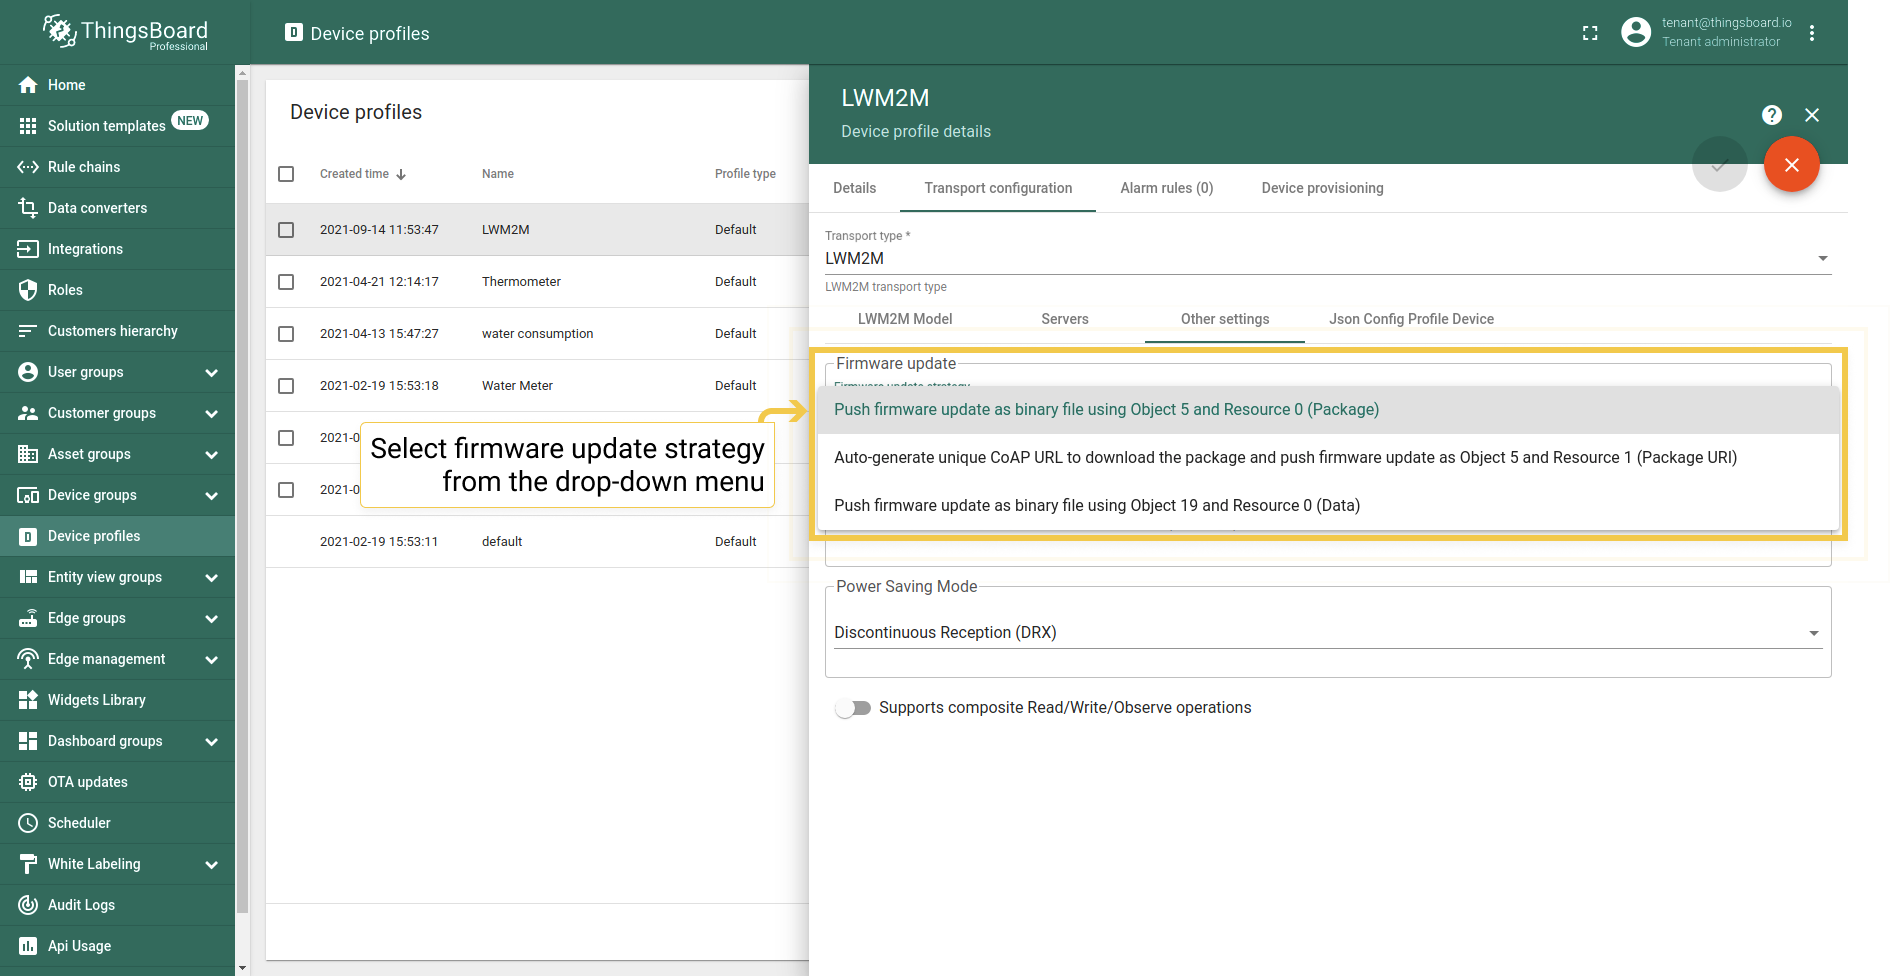 ThingsBoard
Professional
Device profiles
tenant@thingsboard.io
Tenant administrator
Home
Solution templates NEW
Rule chains
Data converters
Integrations
Roles
Customers hierarchy
User groups
Customer groups
Asset groups
Device groups
Device profiles
Entity view groups
Edge groups
Edge management
Widgets Library
Dashboard groups
OTA updates
Scheduler
White Labeling
Audit Logs
Api Usage
Device profiles
Created time Name Profile type
2021-09-14 11:53:47 LWM2M Default
2021-04-21 12:14:17 Thermometer Default
2021-04-13 15:47:27 water consumption Default
2021-02-19 15:53:18 Water Meter Default
2021-0
2021-0
2021-02-19 15:53:11 default Default
Select firmware update strategy
from the drop-down menu
LWM2M
Device profile details
Details Transport configuration Alarm rules (0) Device provisioning
Transport type *
LWM2M
LWM2M transport type
LWM2M Model Servers Other settings Json Config Profile Device
Firmware update
Firmware update strategy
Push firmware update as binary file using Object 5 and Resource 0 (Package)
Auto-generate unique CoAP URL to download the package and push firmware update as Object 5 and Resource 1 (Package URI)
Push firmware update as binary file using Object 19 and Resource 0 (Data)
Power Saving Mode
Discontinuous Reception (DRX)
Supports composite Read/Write/Observe operations